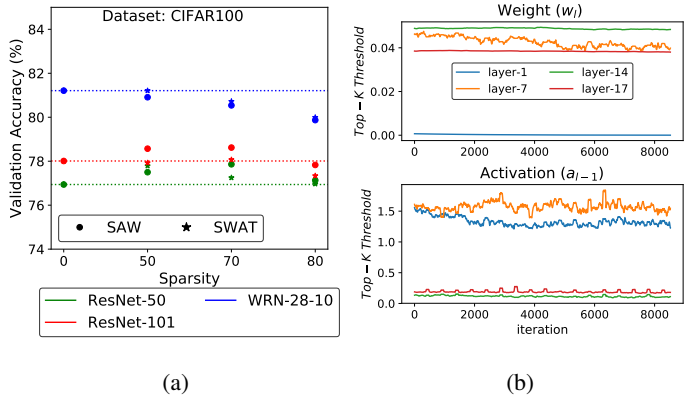 Dataset: CIFAR100
Validation Accuracy (%)
84
82
80
78
76
74
0
50
70
80
SAW
SWAT
Sparsity
ResNet-50
WRN-28-10
ResNet-101
(a)
Weight (wl)
Top − K Threshold
0.04
0.02
0.00
layer-1
layer-14
layer-7
layer-17
0
2000
4000
6000
8000
Activation (al−1)
Top − K Threshold
1.5
1.0
0.5
0.0
0
2000
4000
6000
8000
iteration
(b)